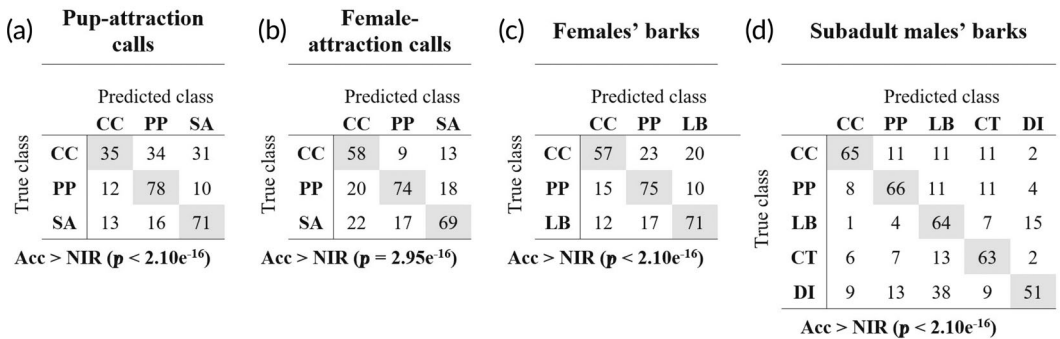 (a) Pup-attraction calls
Predicted class
CC PP SA
True class
CC 35 34 31
PP 12 78 10
SA 13 16 71
Acc > NIR (p < 2.10e-16)
(b) Female-attraction calls
Predicted class
CC PP SA
True class
CC 58 9 13
PP 20 74 18
SA 22 17 69
Acc > NIR (p = 2.95e-16)
(c) Females’ barks
Predicted class
CC PP LB
True class
CC 57 23 20
PP 15 75 10
LB 12 17 71
Acc > NIR (p < 2.10e-16)
(d) Subadult males’ barks
Predicted class
CC PP LB CT DI
True class
CC 65 11 11 11 2
PP 8 66 11 11 4
LB 1 4 64 7 15
CT 6 7 13 63 2
DI 9 13 38 9 51
Acc > NIR (p < 2.10e-16)